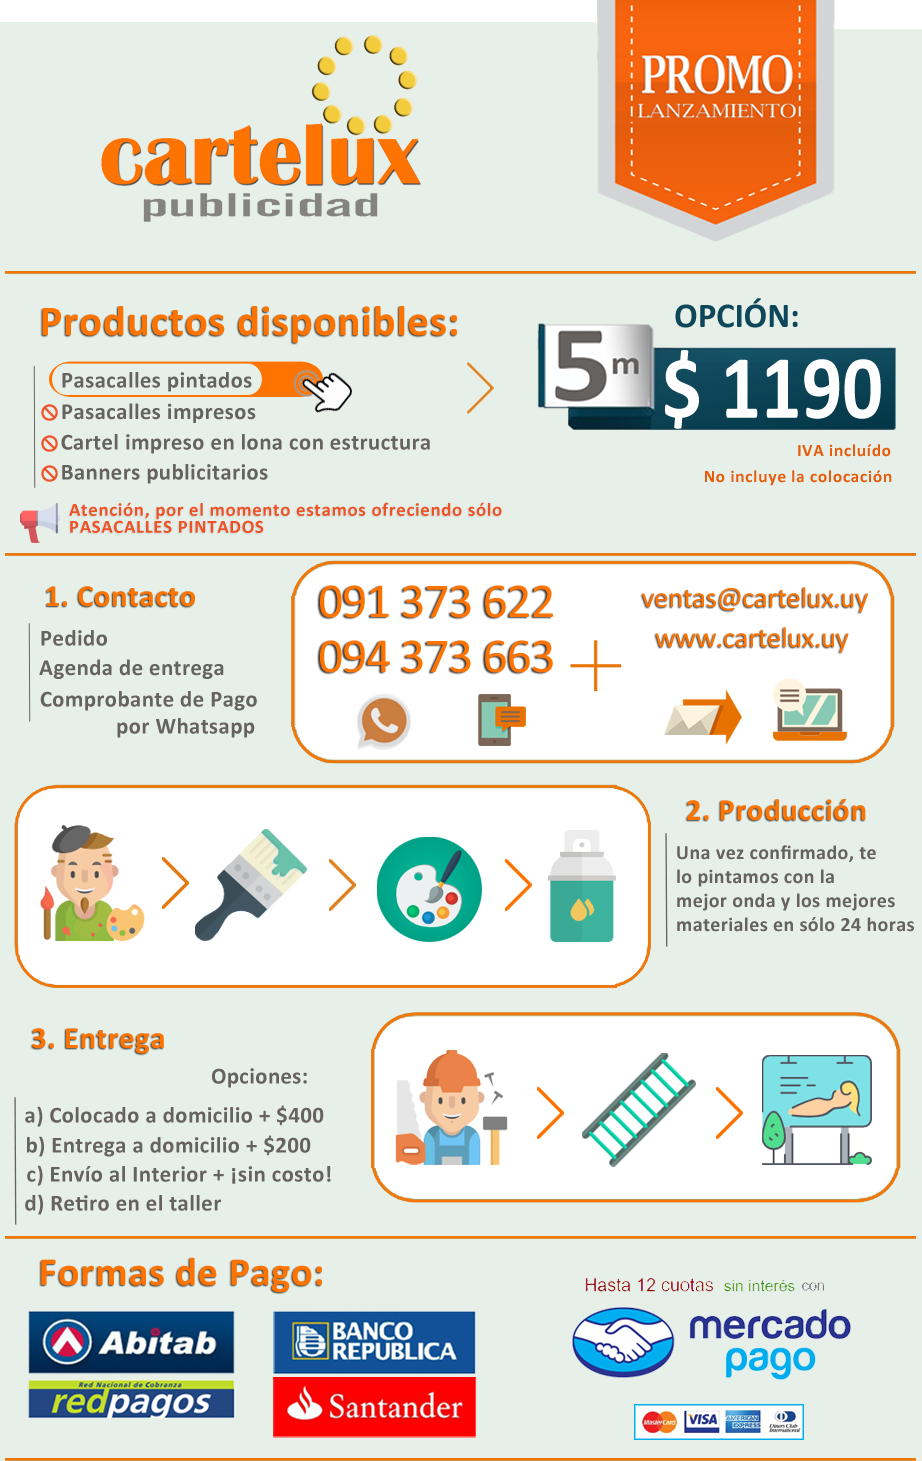 PROMO
LANZAMIENTO
cartelux
publicidad
Productos disponibles:
Pasacalles pintados
Pasacalles impresos
Cartel impreso en lona con estructura
Banners publicitarios
Atención, por el momento estamos ofreciendo sólo
PASACALLES PINTADOS
OPCIÓN:
5m
$ 1190
IVA incluído
No incluye la colocación
1. Contacto
Pedido
Agenda de entrega
Comprobante de Pago
por Whatsapp
091 373 622
094 373 663
ventas@cartelux.uy
www.cartelux.uy
2. Producción
Una vez confirmado, te
lo pintamos con la
mejor onda y los mejores
materiales en sólo 24 horas
3. Entrega
Opciones:
a) Colocado a domicilio + $400
b) Entrega a domicilio + $200
c) Envío al Interior + ¡sin costo!
d) Retiro en el taller
Formas de Pago:
Abitab
Red Nacional de Cobranza
redpagos
BANCO
REPUBLICA
Santander
Hasta 12 cuotas sin interés con
mercado
pago
MasterCard
VISA
AMERICAN
EXPRESS
Diners Club
International